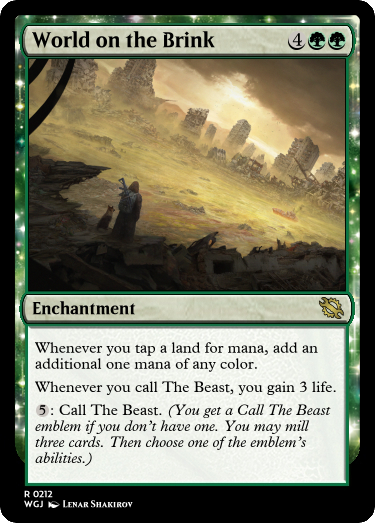 World on the Brink 4
Enchantment
Whenever you tap a land for mana, add an
additional one mana of any color.
Whenever you call The Beast, you gain 3 life.
5: Call The Beast. (You get a Call The Beast
emblem if you don't have one. You may mill
three cards. Then choose one of the emblem's
abilities.)
R 0212
WGJ Lenar Shakirov